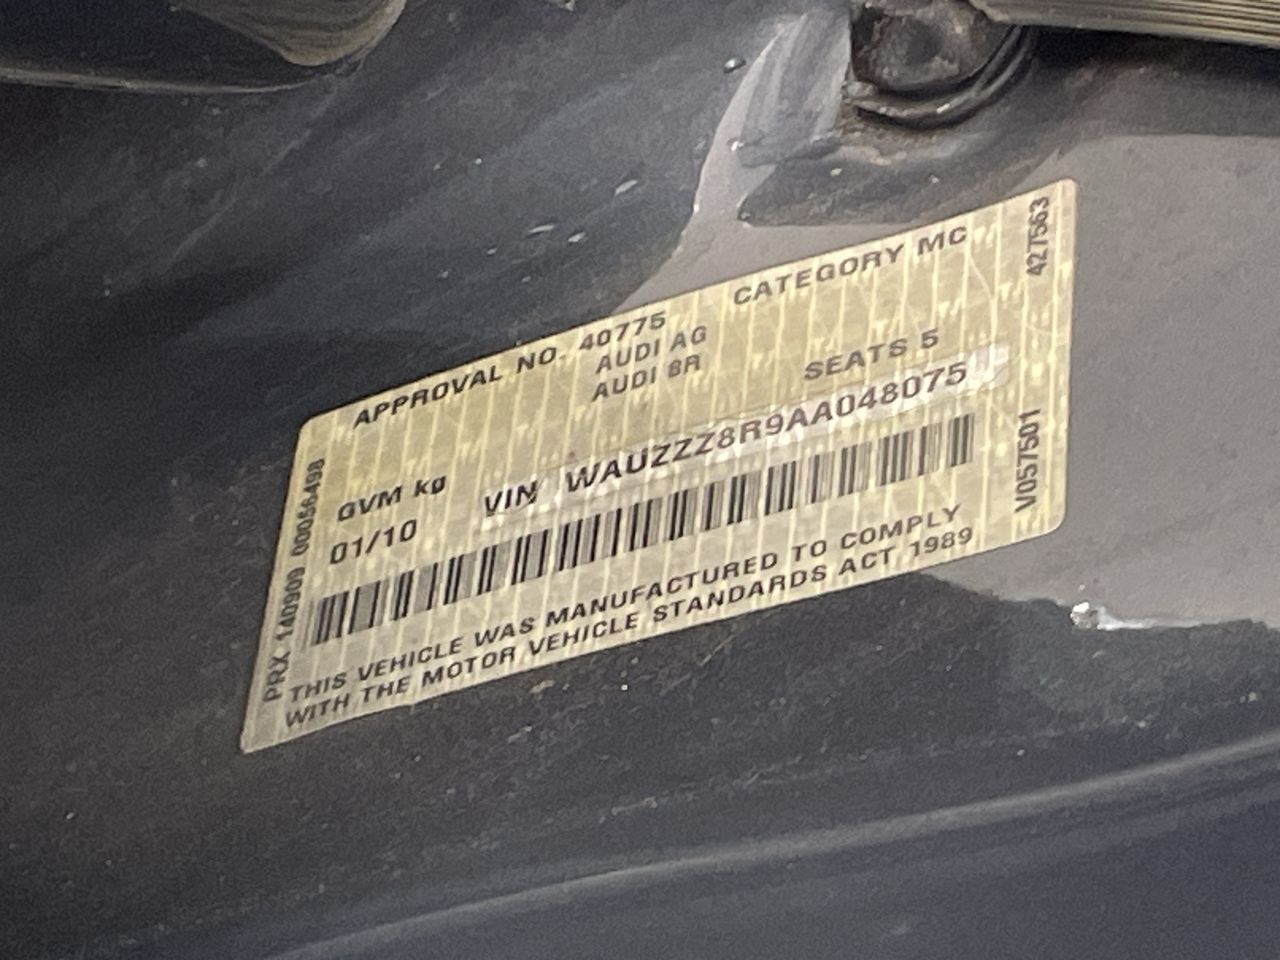 APPROVAL NO. 40775
CATEGORY MC
AUDI AG
AUDI 8R
SEATS 5
GVM kg
01/10
VIN WAUZZZ8R9AA048075
THIS VEHICLE WAS MANUFACTURED TO COMPLY
WITH THE MOTOR VEHICLE STANDARDS ACT 1989
PRX 140909 00056498
427563
V057501